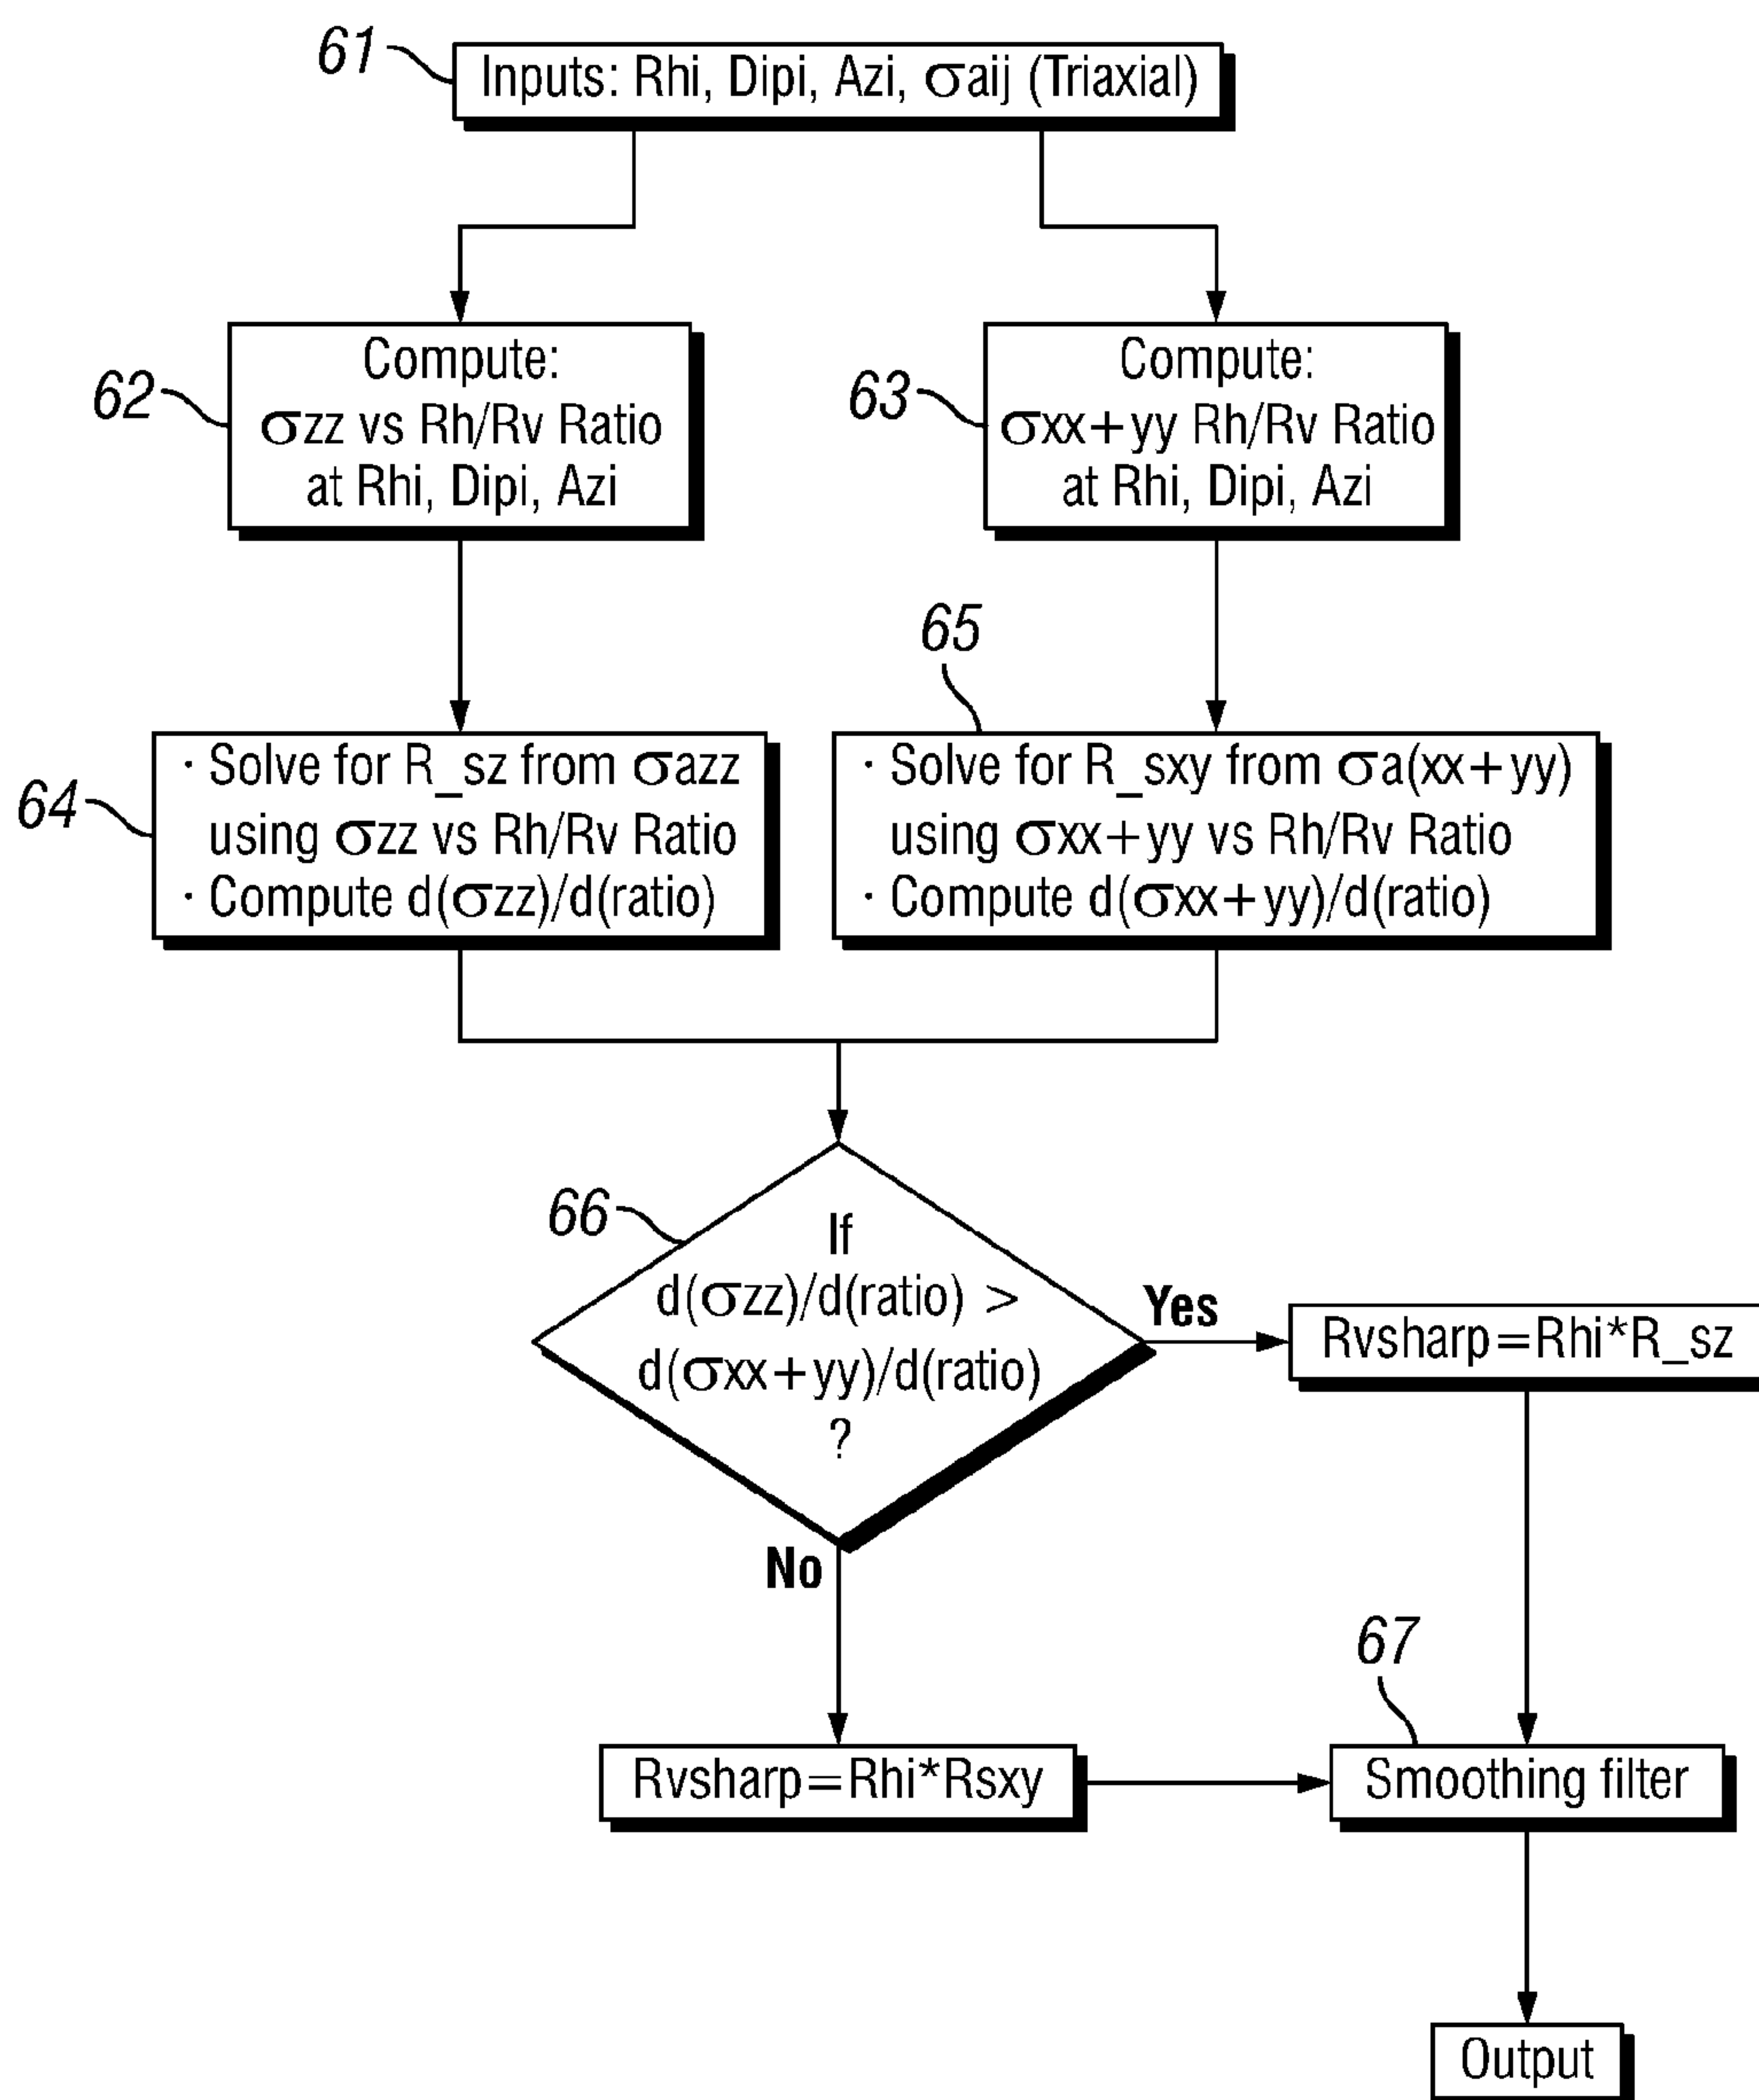 61
Inputs: Rhi, Dipi, Azi, σaij (Triaxial)
62
Compute:
σzz vs Rh/Rv Ratio
at Rhi, Dipi, Azi
63
Compute:
σxx+yy Rh/Rv Ratio
at Rhi, Dipi, Azi
64
· Solve for R_sz from σazz
using σzz vs Rh/Rv Ratio
· Compute d(σzz)/d(ratio)
65
· Solve for R_sxy from σa(xx+yy)
using σxx+yy vs Rh/Rv Ratio
· Compute d(σxx+yy)/d(ratio)
66
If
d(σzz)/d(ratio) >
d(σxx+yy)/d(ratio)
?
Yes
Rvsharp=Rhi*R_sz
No
Rvsharp=Rhi*Rsxy
67
Smoothing filter
Output